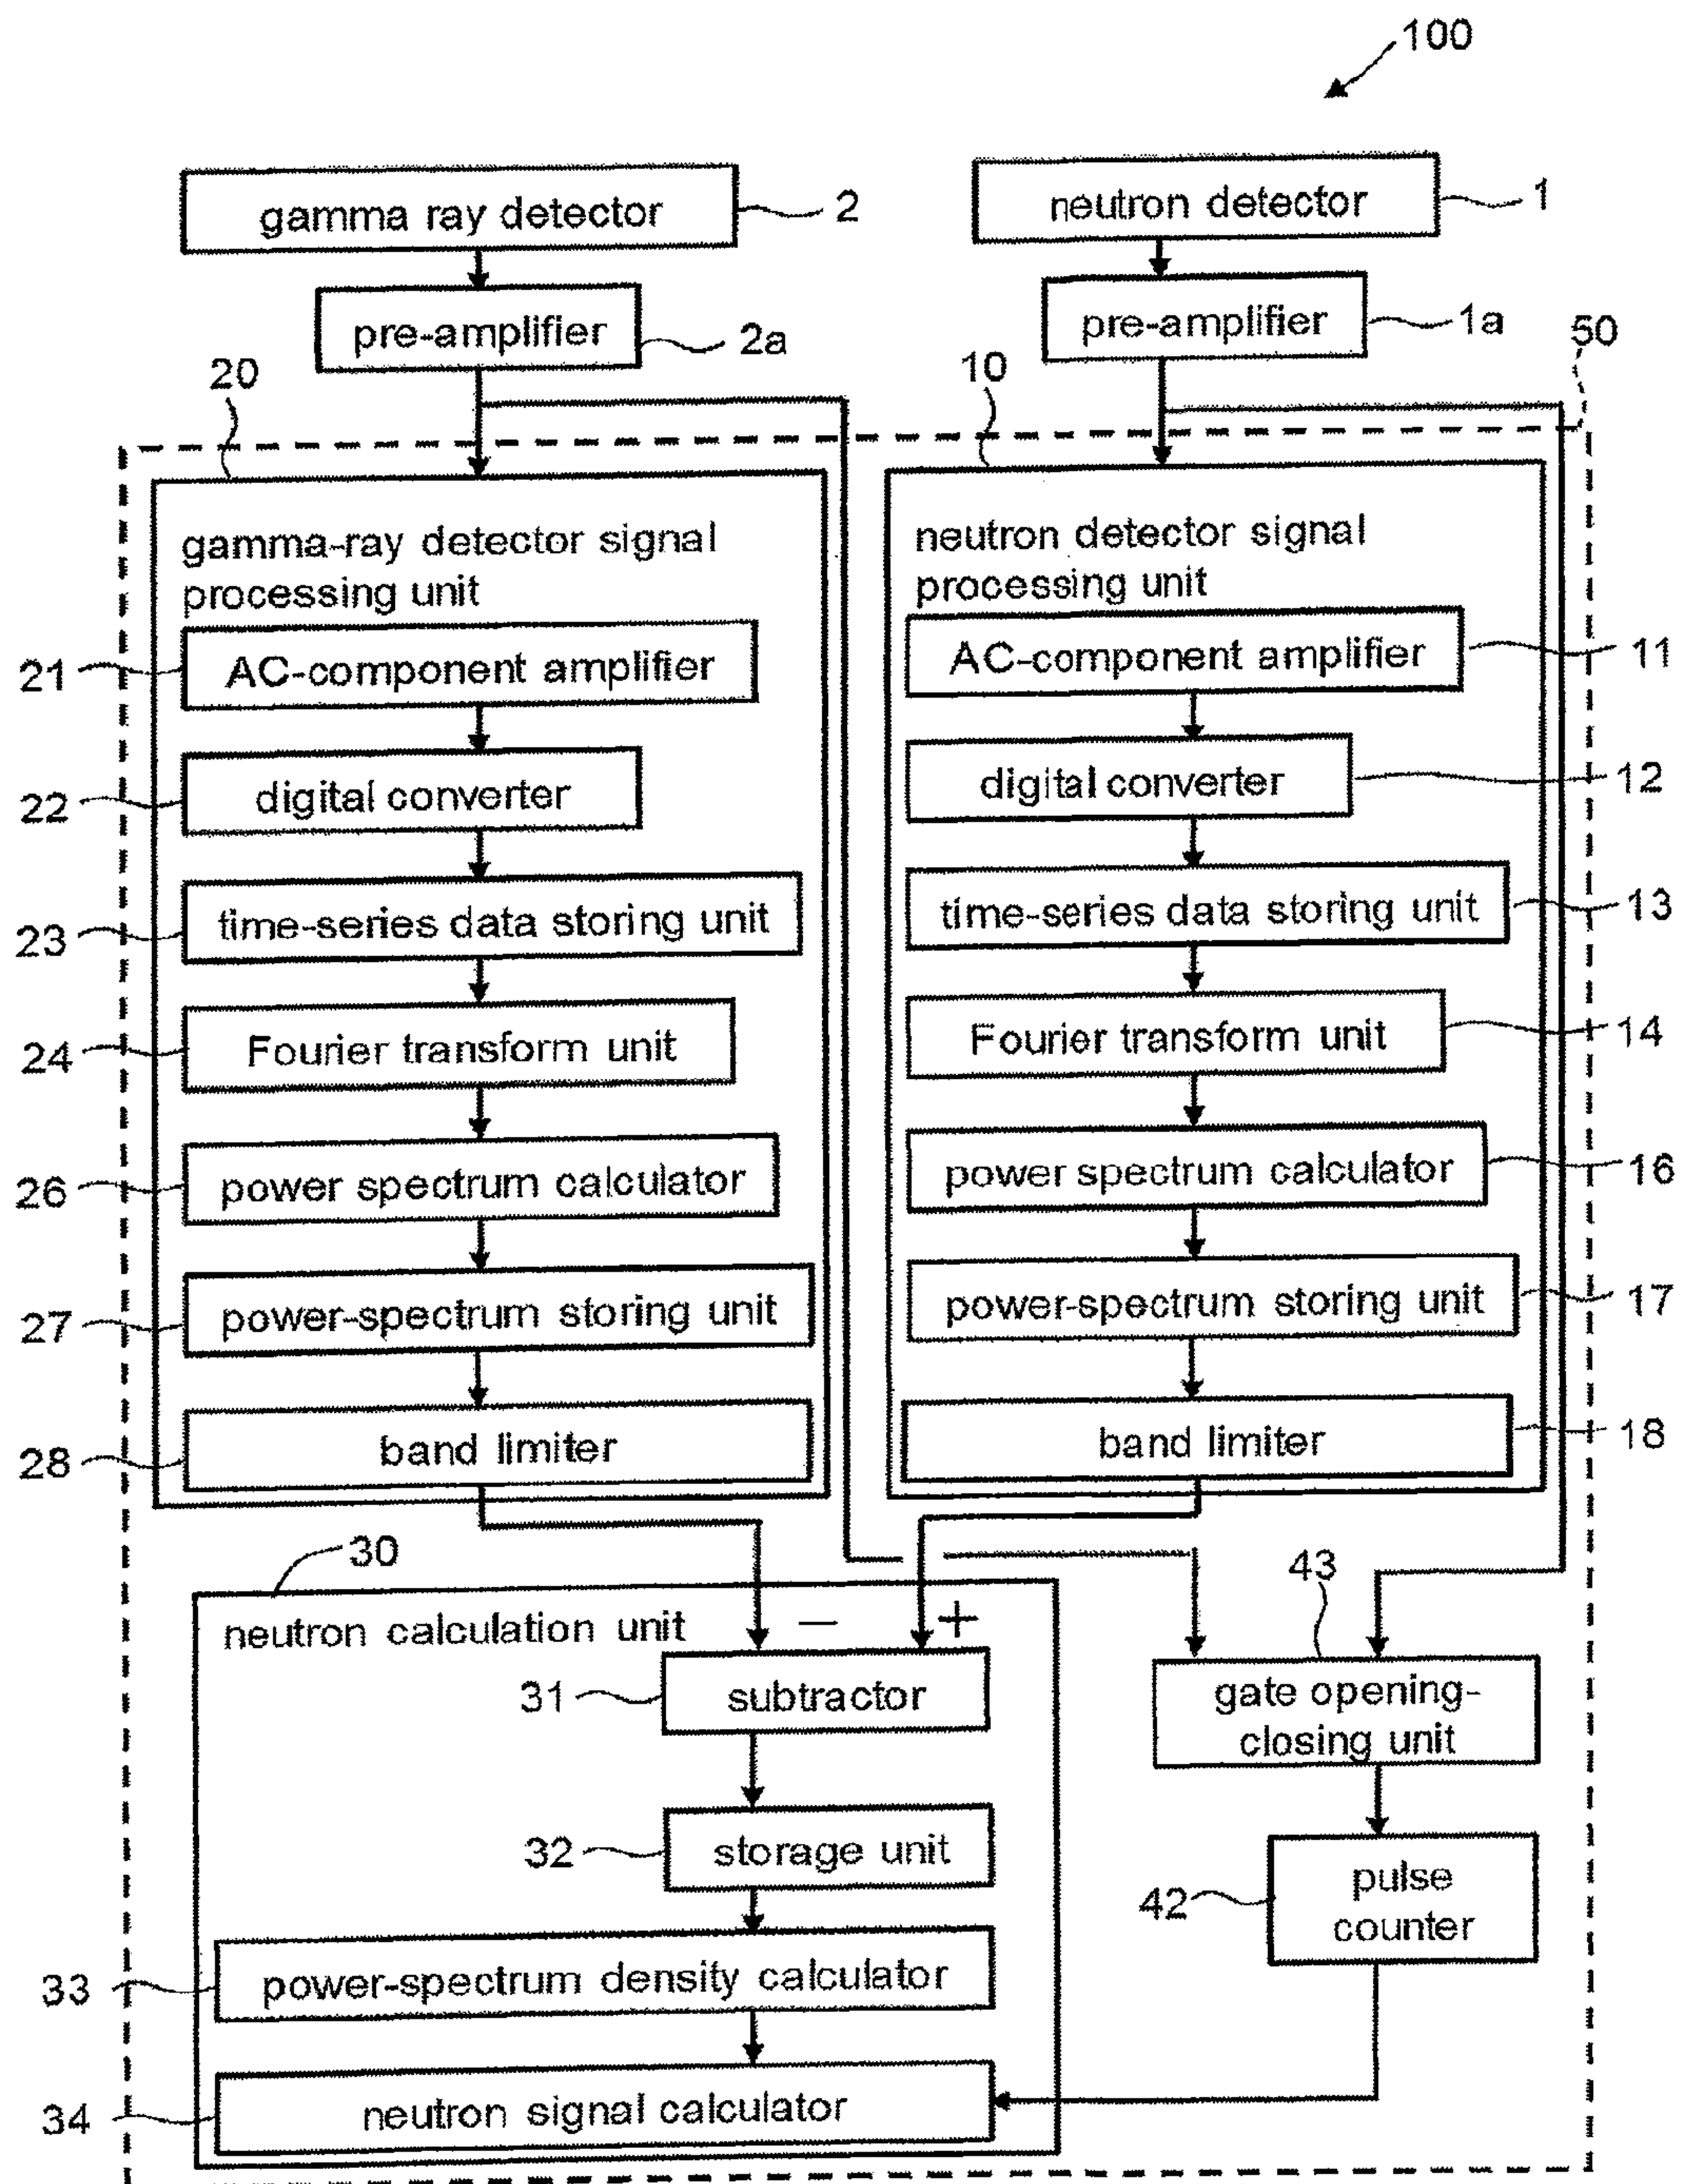 100
gamma ray detector
2
neutron detector
1
pre-amplifier
2a
pre-amplifier
1a
50
20
10
gamma-ray detector signal
processing unit
21
AC-component amplifier
22
digital converter
23
time-series data storing unit
24
Fourier transform unit
26
power spectrum calculator
27
power-spectrum storing unit
28
band limiter
neutron detector signal
processing unit
AC-component amplifier
11
digital converter
12
time-series data storing unit
13
Fourier transform unit
14
power spectrum calculator
16
power-spectrum storing unit
17
band limiter
18
30
neutron calculation unit
−
+
31
subtractor
32
storage unit
33
power-spectrum density calculator
34
neutron signal calculator
43
gate opening-
closing unit
42
pulse
counter